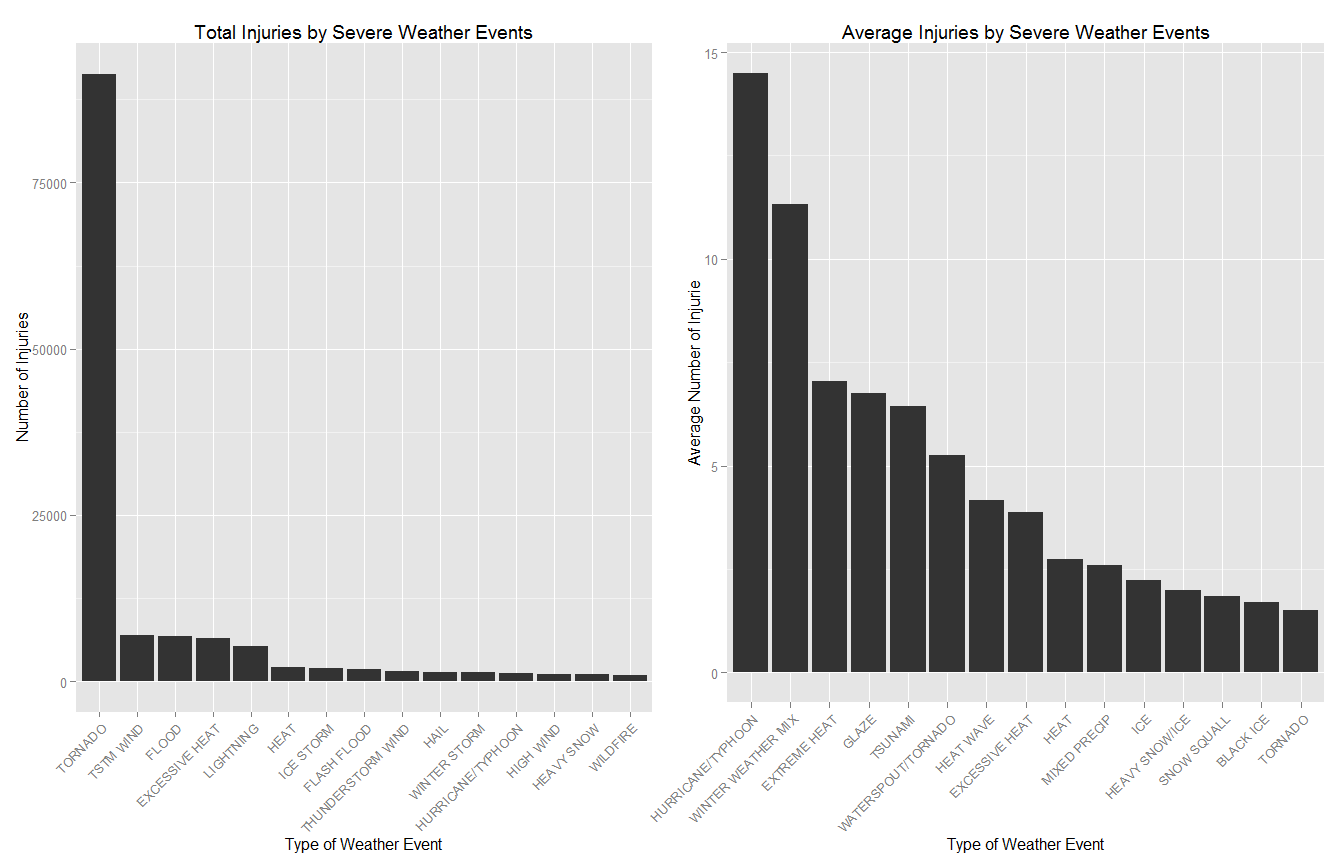 Total Injuries by Severe Weather Events
Number of Injuries
75000
50000
25000
0
TORNADO
TSTM WIND
FLOOD
EXCESSIVE HEAT
LIGHTNING
HEAT
ICE STORM
FLASH FLOOD
THUNDERSTORM WIND
HAIL
WINTER STORM
HURRICANE/TYPHOON
HIGH WIND
HEAVY SNOW
WILDFIRE
Type of Weather Event
Average Injuries by Severe Weather Events
Average Number of Injurie
15
10
5
0
HURRICANE/TYPHOON
WINTER WEATHER MIX
EXTREME HEAT
GLAZE
TSUNAMI
WATERSPOUT/TORNADO
HEAT WAVE
EXCESSIVE HEAT
HEAT
MIXED PRECIP
ICE
HEAVY SNOW/ICE
SNOW SQUALL
BLACK ICE
TORNADO
Type of Weather Event